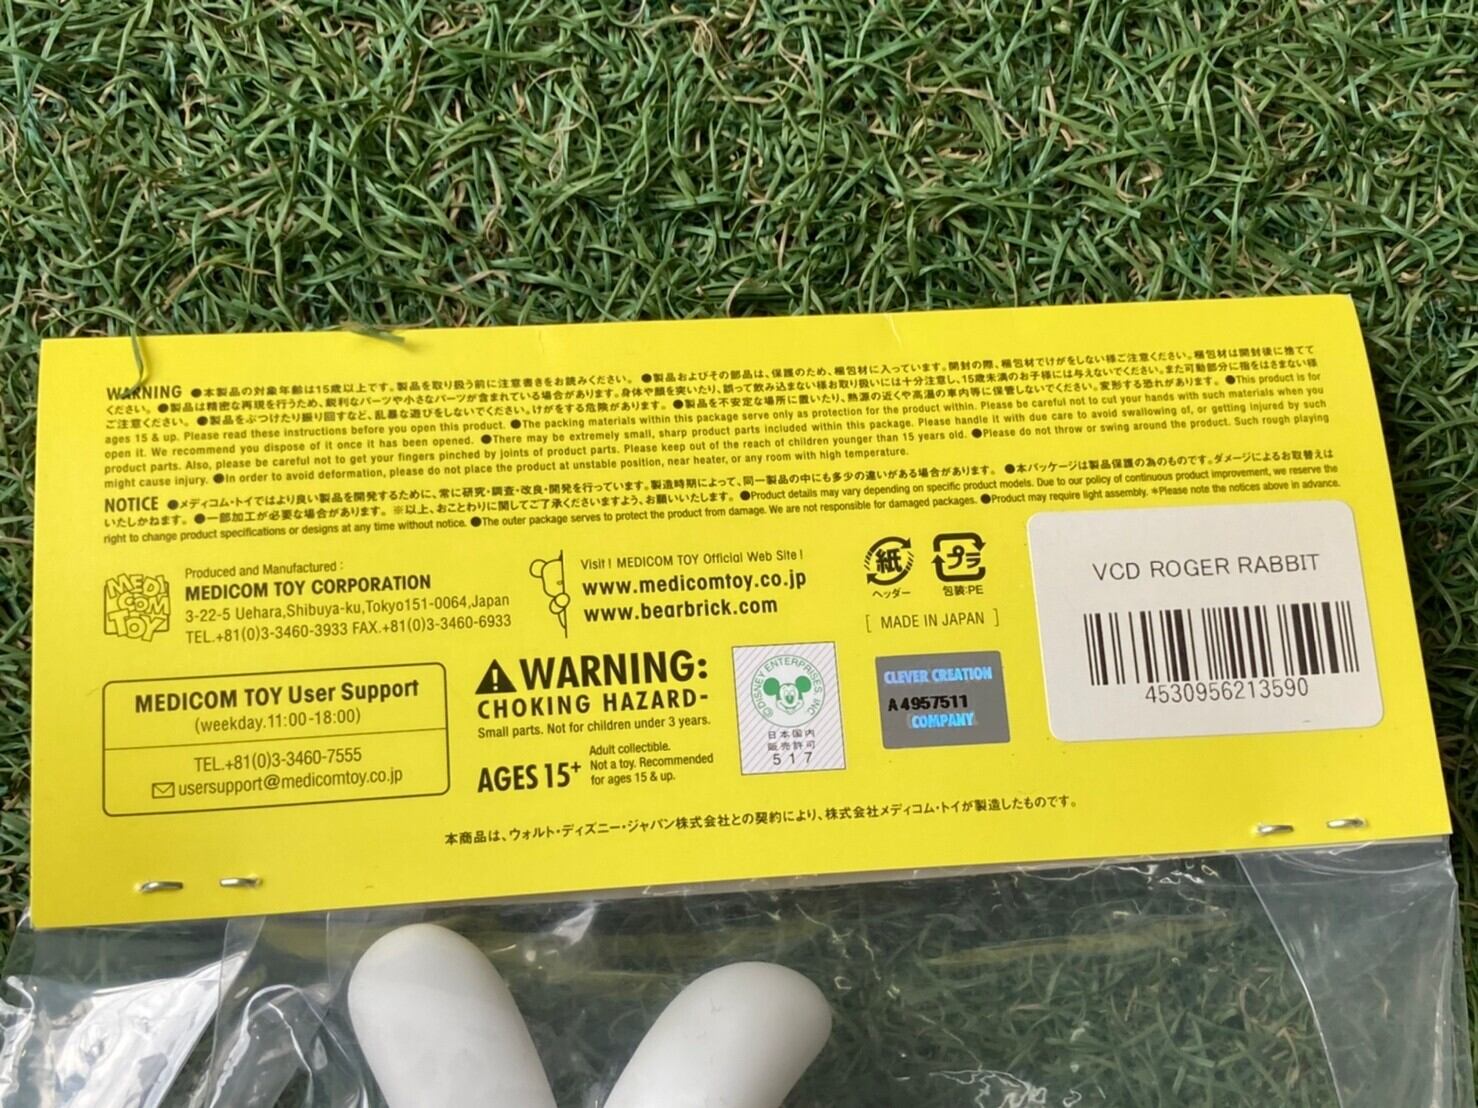 WARNING ●本製品の対象年齢は15歳以上です。製品を取り扱う前に注意書きをお読みください。 ●製品およびその部品は、保護のため、梱包材に入っています。開封の際、梱包材でけがをしない様ご注意ください。梱包材は開封後に捨てて
ください。 ●製品は精密な再現を行うため、鋭利なパーツや小さなパーツが含まれている場合があります。身体や顔を突いたり、誤って飲み込まない様お取り扱いには十分注意し、15歳未満のお子様には与えないでください。また可動部分に指をはさまない様
ご注意ください。 ●製品をぶつけたり振り回すなど、乱暴な遊びをしないでください。けがをする危険があります。 ●製品を不安定な場所に置いたり、熱源の近くや高温の車内等に保管しないでください。変形する恐れがあります。 ●This product is for
ages 15 & up. Please read these instructions before you open this product. ●The packing materials within this package serve only as protection for the product within. Please be careful not to cut your hands with such materials when you
open it. We recommend you dispose of it once it has been opened. ●There may be extremely small, sharp product parts included within this package. Please handle it with due care to avoid swallowing of, or getting injured by such
product parts. Also, please be careful not to get your fingers pinched by joints of product parts. Please keep out of the reach of children younger than 15 years old. ●Please do not throw or swing around the product. Such rough playing
might cause injury. ●In order to avoid deformation, please do not place the product at unstable position, near heater, or any room with high temperature.
NOTICE ●メディコム・トイではより良い製品を開発するために、常に研究・調査・改良・開発を行っています。製造時期によって、同一製品の中にも多少の違いがある場合があります。 ●本パッケージは製品保護の為のものです。ダメージによるお取替えは
いたしかねます。 ●一部加工が必要な場合があります。 ※以上、おことわりに関してご了承くださいますよう、お願いいたします。 ●Product details may vary depending on specific product models. Due to our policy of continuous product improvement, we reserve the
right to change product specifications or designs at any time without notice. ●The outer package serves to protect the product from damage. We are not responsible for damaged packages. ●Product may require light assembly. *Please note the notices above in advance.
MEDI
COM
TOY
Produced and Manufactured :
MEDICOM TOY CORPORATION
3-22-5 Uehara,Shibuya-ku,Tokyo151-0064,Japan
TEL.+81(0)3-3460-3933 FAX.+81(0)3-3460-6933
Visit ! MEDICOM TOY Official Web Site !
www.medicomtoy.co.jp
www.bearbrick.com
紙
ヘッダー
プラ
包装:PE
[ MADE IN JAPAN ]
VCD ROGER RABBIT
4530956213590
MEDICOM TOY User Support
(weekday.11:00-18:00)
TEL.+81(0)3-3460-7555
usersupport@medicomtoy.co.jp
WARNING:
CHOKING HAZARD-
Small parts. Not for children under 3 years.
AGES 15+
Adult collectible.
Not a toy. Recommended
for ages 15 & up.
©DISNEY ENTERPRISES, INC
日本国内
販売許可
517
CLEVER CREATION
A4957511
COMPANY
本商品は、ウォルト・ディズニー・ジャパン株式会社との契約により、株式会社メディコム・トイが製造したものです。